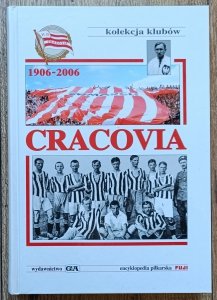 kolekcja klubów
1906-2006
CRACOVIA
wydawnictwo GiA
encyklopedia piłkarska FUJI